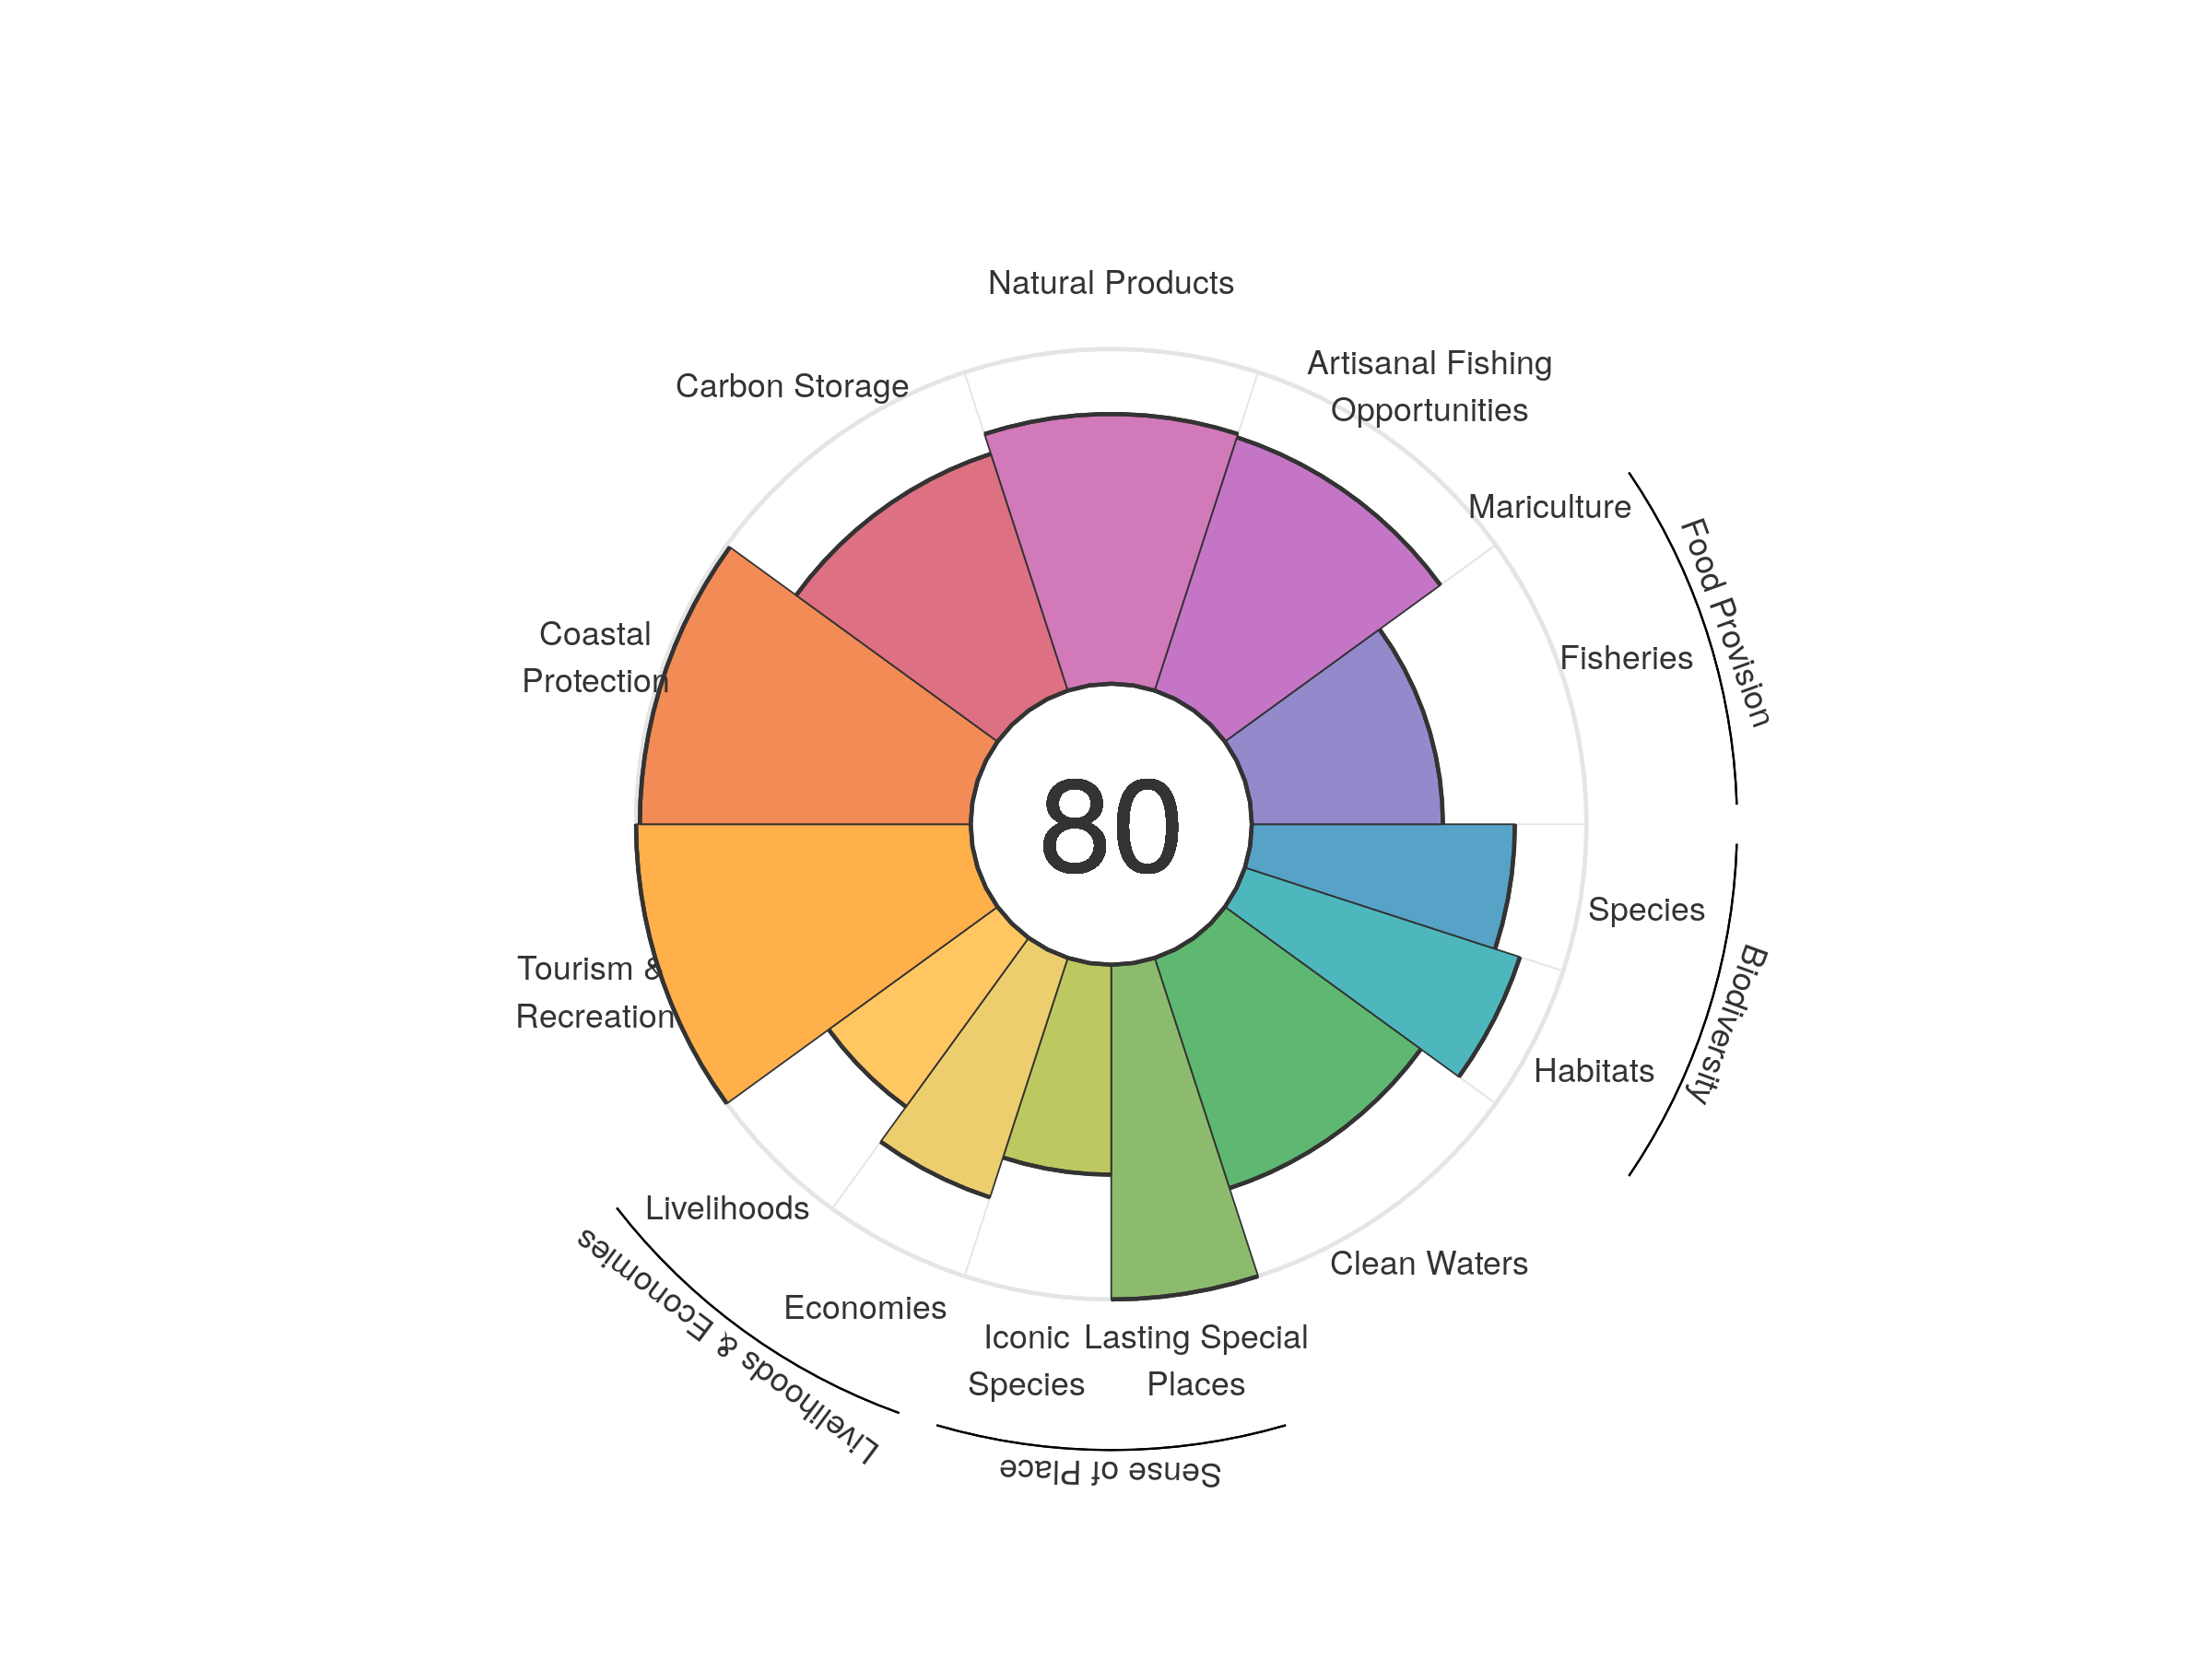 Natural Products
Artisanal Fishing
Opportunities
Carbon Storage
Mariculture
Food Provision
Fisheries
Coastal
Protection
80
Species
Biodiversity
Tourism &
Recreation
Habitats
Livelihoods
Livelihoods & Economies
Clean Waters
Economies
Iconic
Species
Lasting Special
Places
Sense of Place